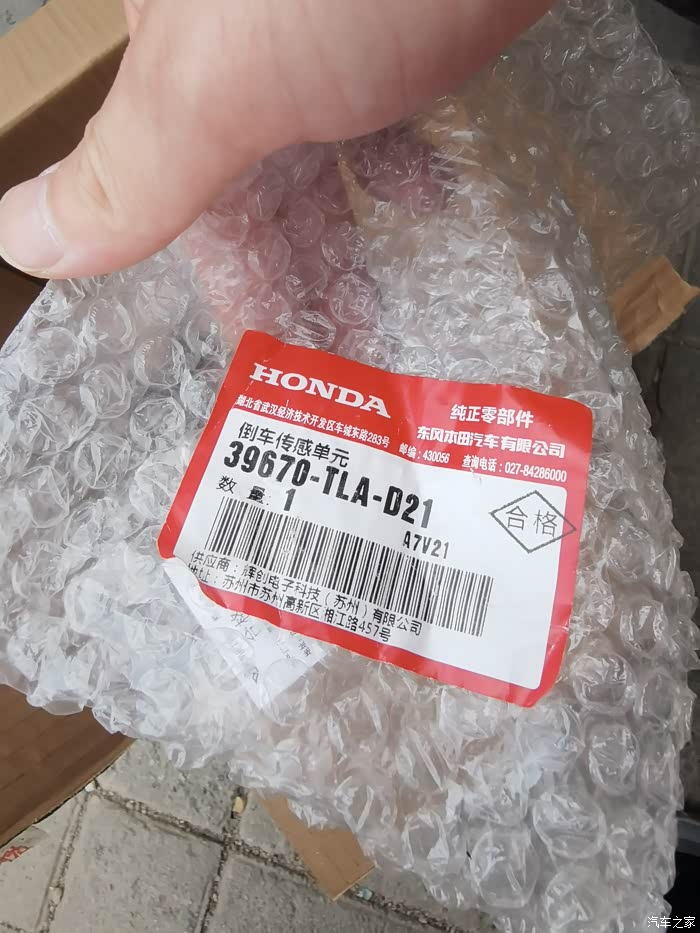 HONDA
纯正零部件
湖北省武汉经济技术开发区车城东路283号
东风本田汽车有限公司
邮编:430056 查询电话:027-84286000
倒车传感单元
39670-TLA-D21
数 量: 1
A7V21
合格
供应商:辉创电子科技(苏州)有限公司
地址:苏州市苏州高新区相江路457号
汽车之家